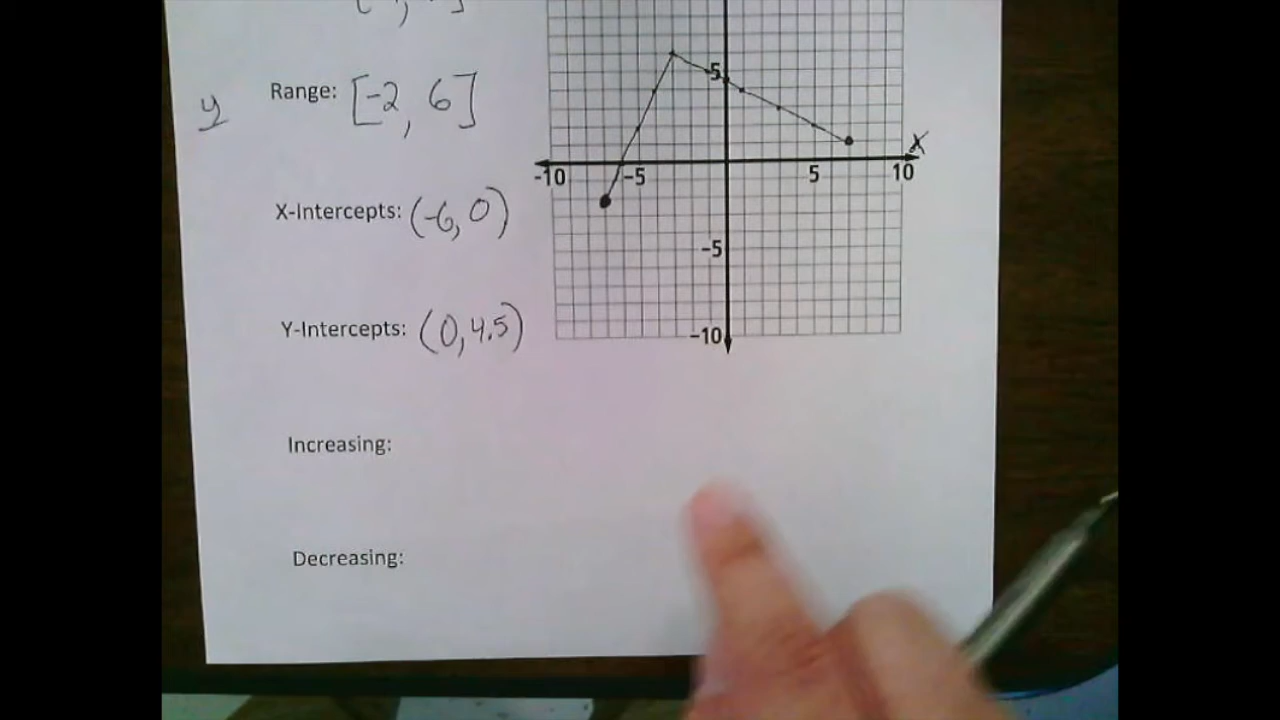 Range: [-2, 6]
y
X-Intercepts: (-6, 0)
Y-Intercepts: (0, 4.5)
Increasing:
Decreasing:
5
X
-10 -5 5 10
-5
-10